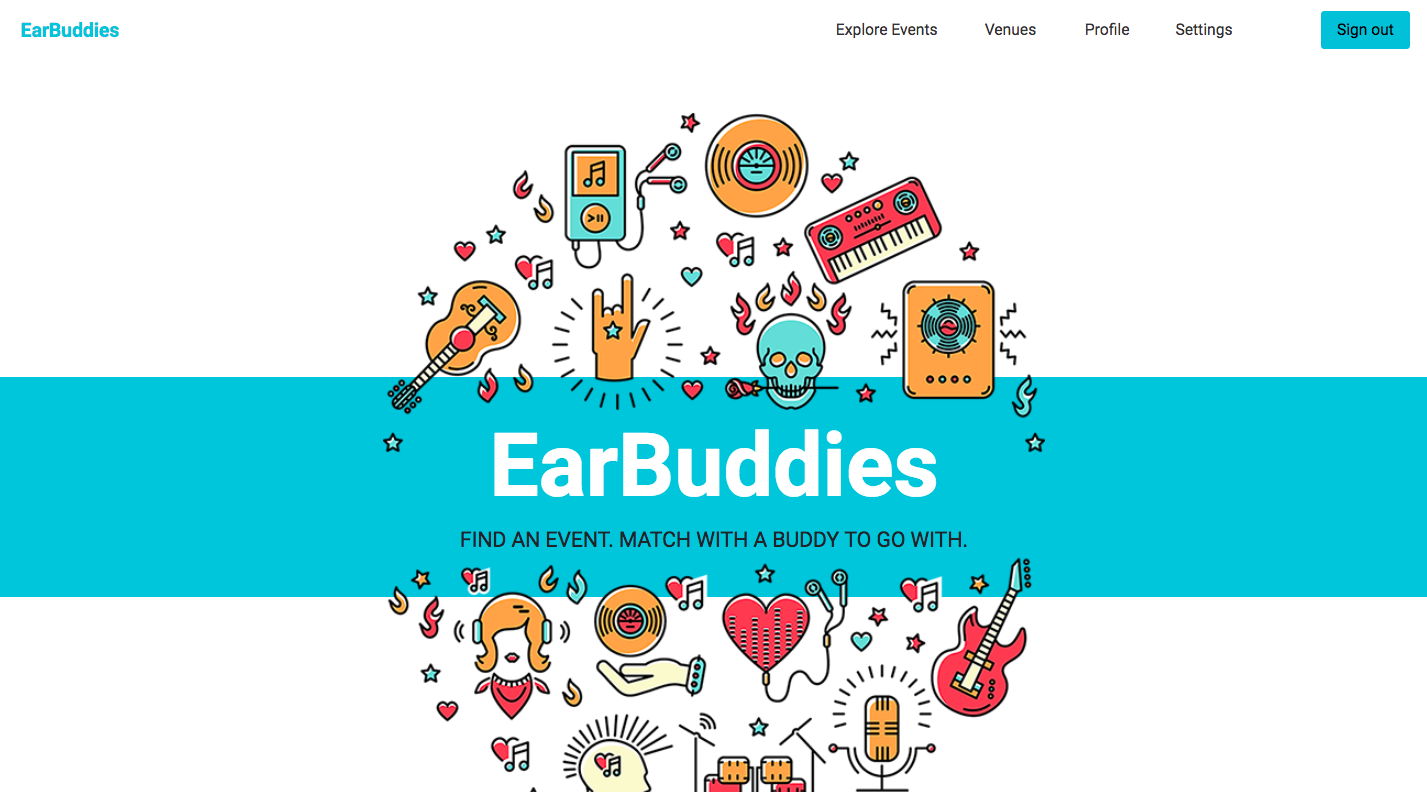 EarBuddies
Explore Events
Venues
Profile
Settings
Sign out
EarBuddies
FIND AN EVENT. MATCH WITH A BUDDY TO GO WITH.